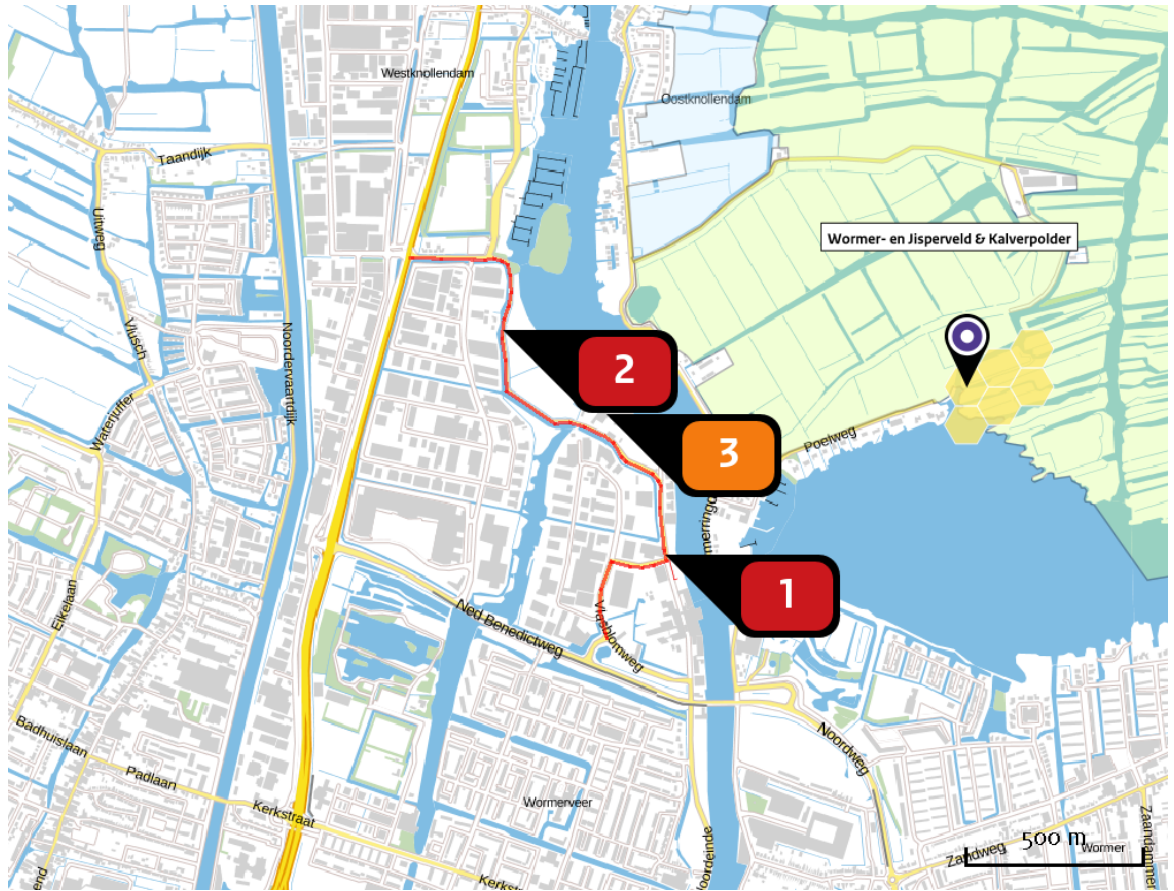 Westknollendam
Oostknollendam
Taandijk
Uitweg
Wormer- en Jisperveld & Kalverpolder
Vlusch
Noordervaartdijk
2
Waterjuffer
3
Poelweg
1
Eikelaan
Ned Benedictweg
Vlasblomweg
Badhuislaan
Noordweg
Padlaan
Kerkstraat
Wormerveer
500 m
Zandweg
Wormer
Zaandammer
Noordeinde